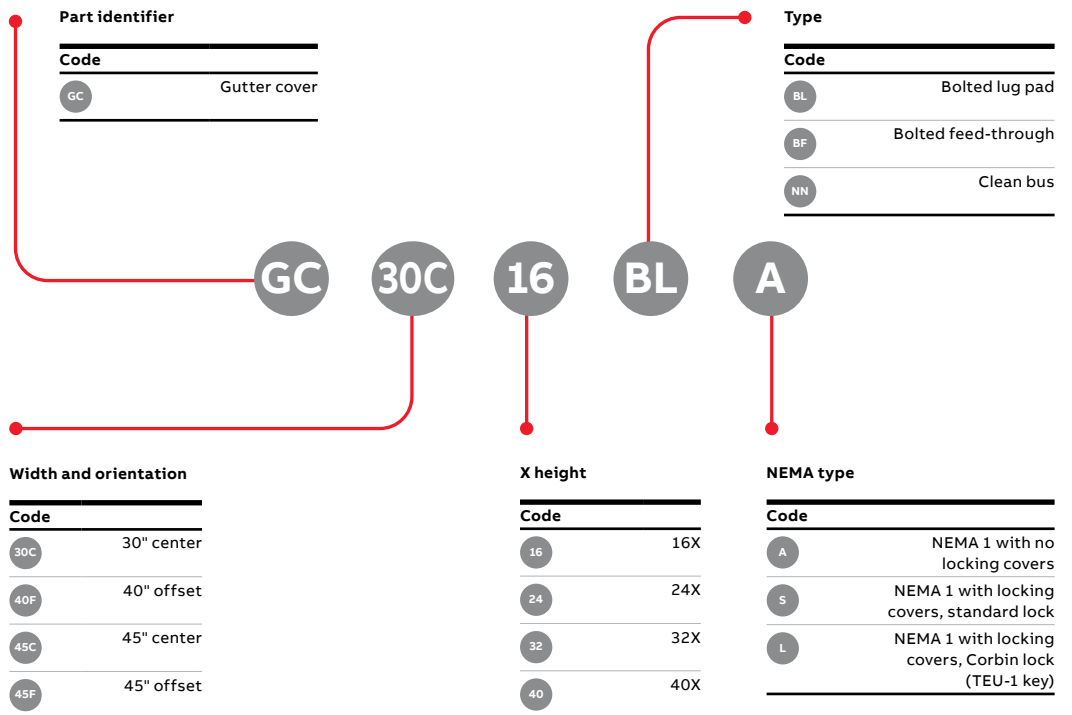 Part identifier
Code
GC
Gutter cover
Type
Code
BL
Bolted lug pad
BF
Bolted feed-through
NN
Clean bus
GC 30C 16 BL A
Width and orientation
Code
30C
30" center
40F
40" offset
45C
45" center
45F
45" offset
X height
Code
16
16X
24
24X
32
32X
40
40X
NEMA type
Code
A
NEMA 1 with no
locking covers
S
NEMA 1 with locking
covers, standard lock
L
NEMA 1 with locking
covers, Corbin lock
(TEU-1 key)